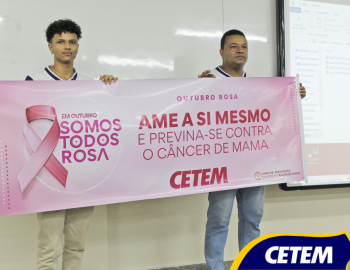 OUTUBRO ROSA
EM OUTUBRO
SOMOS
TODOS
ROSA
AME A SI MESMO
E PREVINA-SE CONTRA
O CÂNCER DE MAMA
CETEM
CETEM